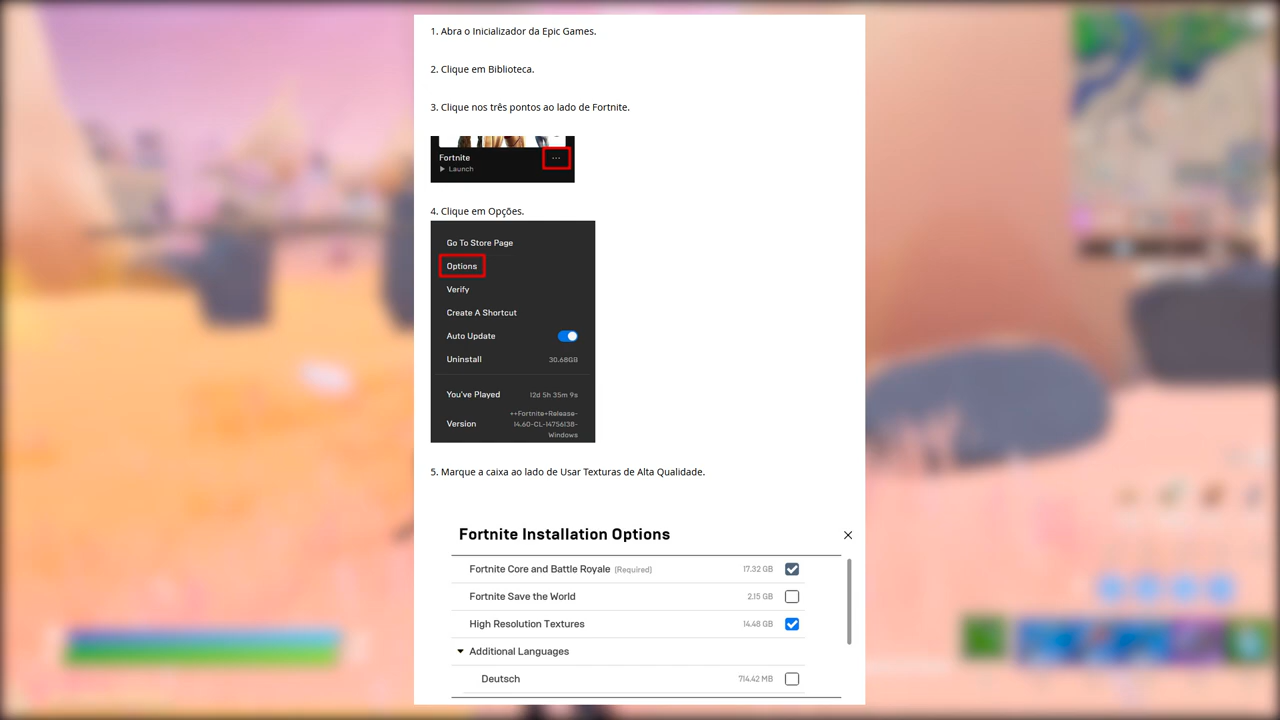 1. Abra o Inicializador da Epic Games.
2. Clique em Biblioteca.
3. Clique nos três pontos ao lado de Fortnite.
Fortnite
Launch
4. Clique em Opções.
Go To Store Page
Options
Verify
Create A Shortcut
Auto Update
Uninstall 30.68GB
You've Played 12d 5h 35m 9s
++Fortnite+Release-
Version 14.60-CL-14756138-
Windows
5. Marque a caixa ao lado de Usar Texturas de Alta Qualidade.
Fortnite Installation Options
Fortnite Core and Battle Royale (Required) 17.32 GB
Fortnite Save the World 2.15 GB
High Resolution Textures 14.48 GB
Additional Languages
Deutsch 714.42 MB